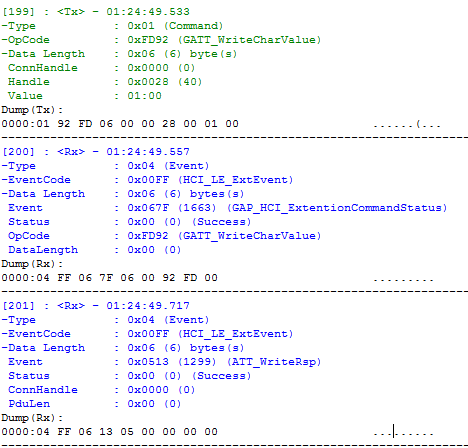 [199] : <Tx> - 01:24:49.533
-Type : 0x01 (Command)
-OpCode : 0xFD92 (GATT_WriteCharValue)
-Data Length : 0x06 (6) byte(s)
ConnHandle : 0x0000 (0)
Handle : 0x0028 (40)
Value : 01:00
Dump(Tx):
0000:01 92 FD 06 00 00 28 00 01 00 ......(...
[200] : <Rx> - 01:24:49.557
-Type : 0x04 (Event)
-EventCode : 0x00FF (HCI_LE_ExtEvent)
-Data Length : 0x06 (6) bytes(s)
Event : 0x067F (1663) (GAP_HCI_ExtentionCommandStatus)
Status : 0x00 (0) (Success)
OpCode : 0xFD92 (GATT_WriteCharValue)
DataLength : 0x00 (0)
Dump(Rx):
0000:04 FF 06 7F 06 00 92 FD 00 .........
[201] : <Rx> - 01:24:49.717
-Type : 0x04 (Event)
-EventCode : 0x00FF (HCI_LE_ExtEvent)
-Data Length : 0x06 (6) bytes(s)
Event : 0x0513 (1299) (ATT_WriteRsp)
Status : 0x00 (0) (Success)
ConnHandle : 0x0000 (0)
PduLen : 0x00 (0)
Dump(Rx):
0000:04 FF 06 13 05 00 00 00 00 .........